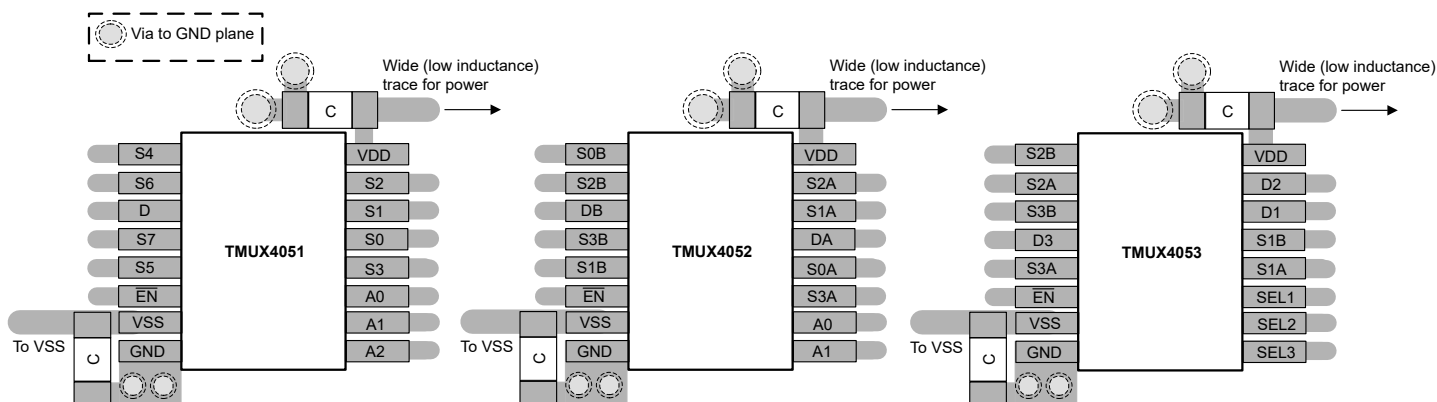 Via to GND plane
Wide (low inductance)
trace for power
C
S4
S6
D
S7
S5
EN
VSS
GND
TMUX4051
VDD
S2
S1
S0
S3
A0
A1
A2
To VSS
C
Wide (low inductance)
trace for power
C
S0B
S2B
DB
S3B
S1B
EN
VSS
GND
TMUX4052
VDD
S2A
S1A
DA
S0A
S3A
A0
A1
To VSS
C
Wide (low inductance)
trace for power
C
S2B
S2A
S3B
D3
S3A
EN
VSS
GND
TMUX4053
VDD
D2
D1
S1B
S1A
SEL1
SEL2
SEL3
To VSS
C